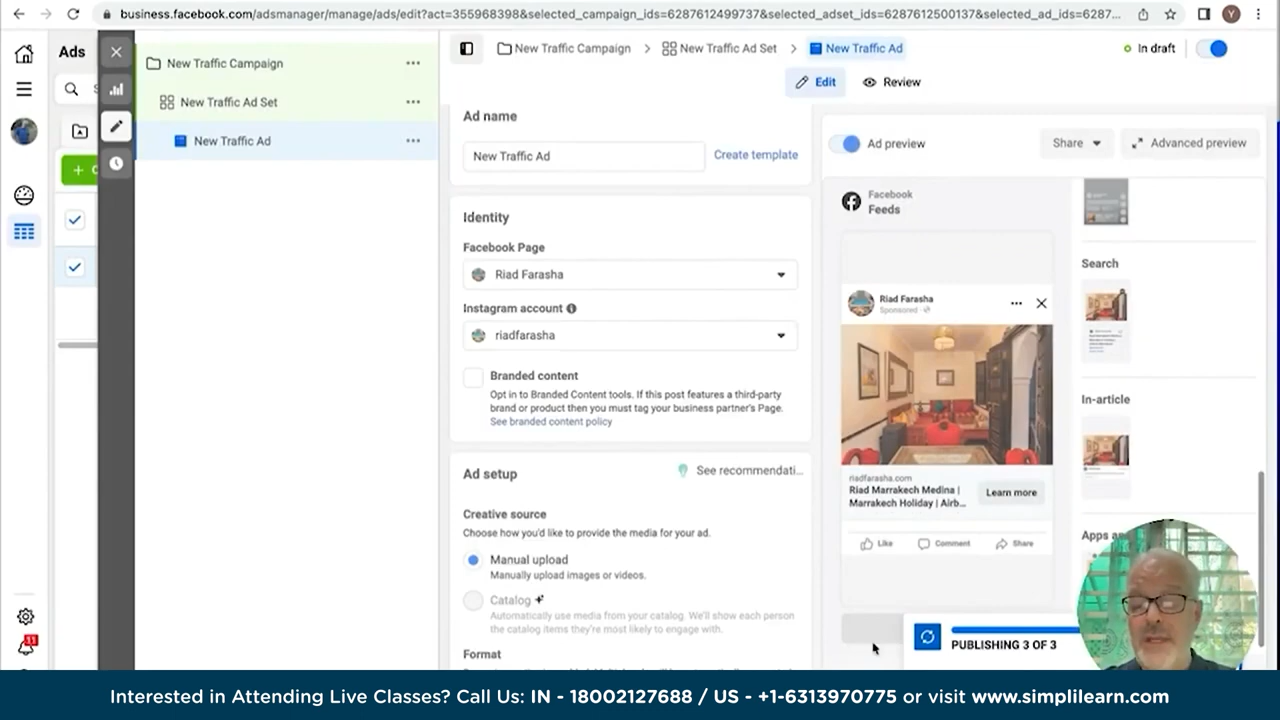 business.facebook.com/adsmanager/manage/ads/edit?act=355968398&selected_campaign_ids=6287612499737&selected_adset_ids=6287612500137&selected_ad_ids=6287...
Y
Ads
New Traffic Campaign
New Traffic Ad Set
New Traffic Ad
11
New Traffic Campaign > New Traffic Ad Set > New Traffic Ad
In draft
Edit
Review
Ad name
New Traffic Ad
Create template
Identity
Facebook Page
Riad Farasha
Instagram account
riadfarasha
Branded content
Opt in to Branded Content tools. If this post features a third-party
brand or product then you must tag your business partner's Page.
See branded content policy
Ad setup
See recommendati...
Creative source
Choose how you'd like to provide the media for your ad.
Manual upload
Manually upload images or videos.
Catalog
Automatically use media from your catalog. We'll show each person
the catalog items they're most likely to engage with.
Format
Ad preview
Share
Advanced preview
Facebook
Feeds
Riad Farasha
Sponsored
riadfarasha.com
Riad Marrakech Medina |
Marrakech Holiday | Airb...
Learn more
Like
Comment
Share
Search
In-article
Apps
PUBLISHING 3 OF 3
Interested in Attending Live Classes? Call Us: IN - 18002127688 / US - +1-6313970775 or visit www.simplilearn.com